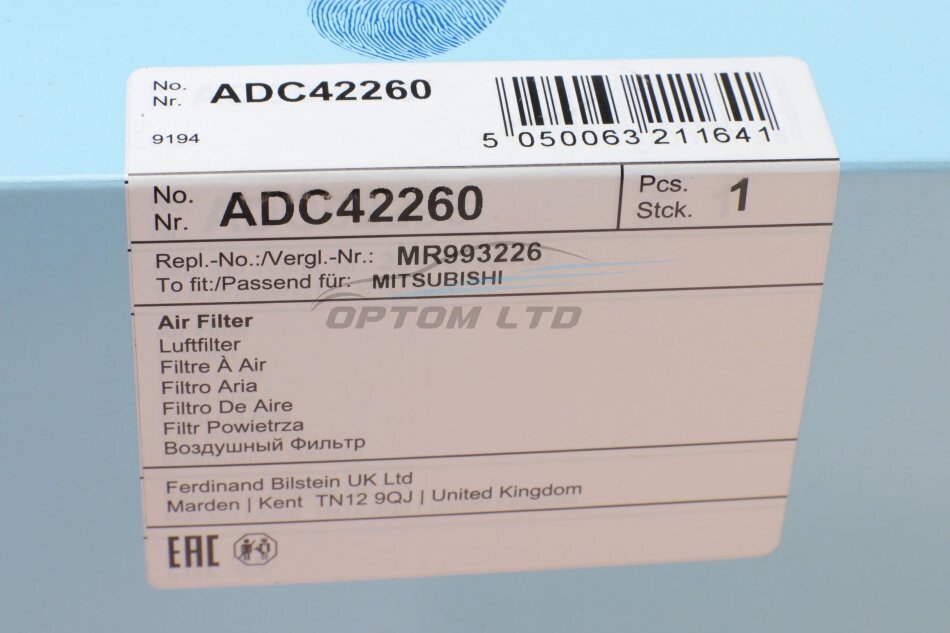 No.
Nr. ADC42260
9194
5 050063 211641
No.
Nr. ADC42260
Pcs.
Stck. 1
Repl.-No.:/Vergl.-Nr.: MR993226
To fit:/Passend für: MITSUBISHI
OPTOM LTD
Air Filter
Luftfilter
Filtre À Air
Filtro Aria
Filtro De Aire
Filtr Powietrza
Воздушный Фильтр
Ferdinand Bilstein UK Ltd
Marden | Kent TN12 9QJ | United Kingdom
EAC